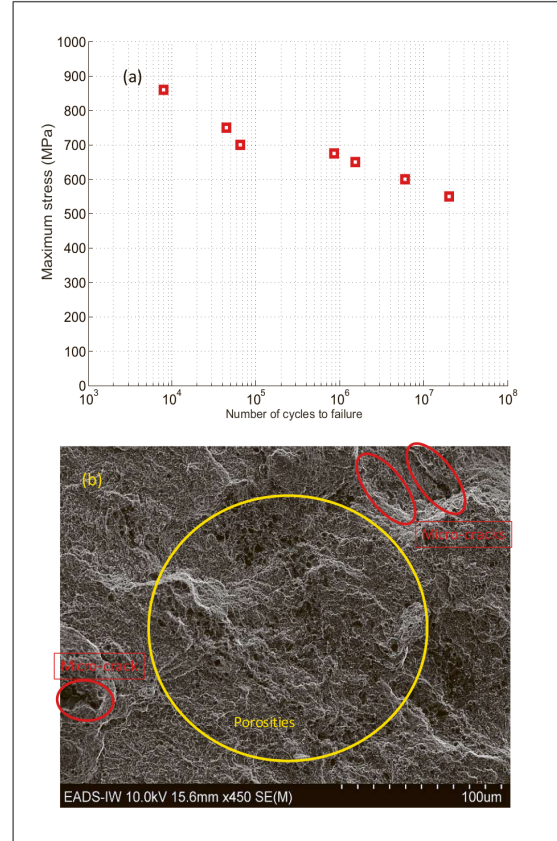 1000
900
800
700
600
500
400
300
200
100
0
(a)
Maximum stress (MPa)
10³ 10⁴ 10⁵ 10⁶ 10⁷ 10⁸
Number of cycles to failure
(b)
Micro-cracks
Micro-crack
Porosities
EADS-IW 10.0kV 15.6mm x450 SE(M) 100um